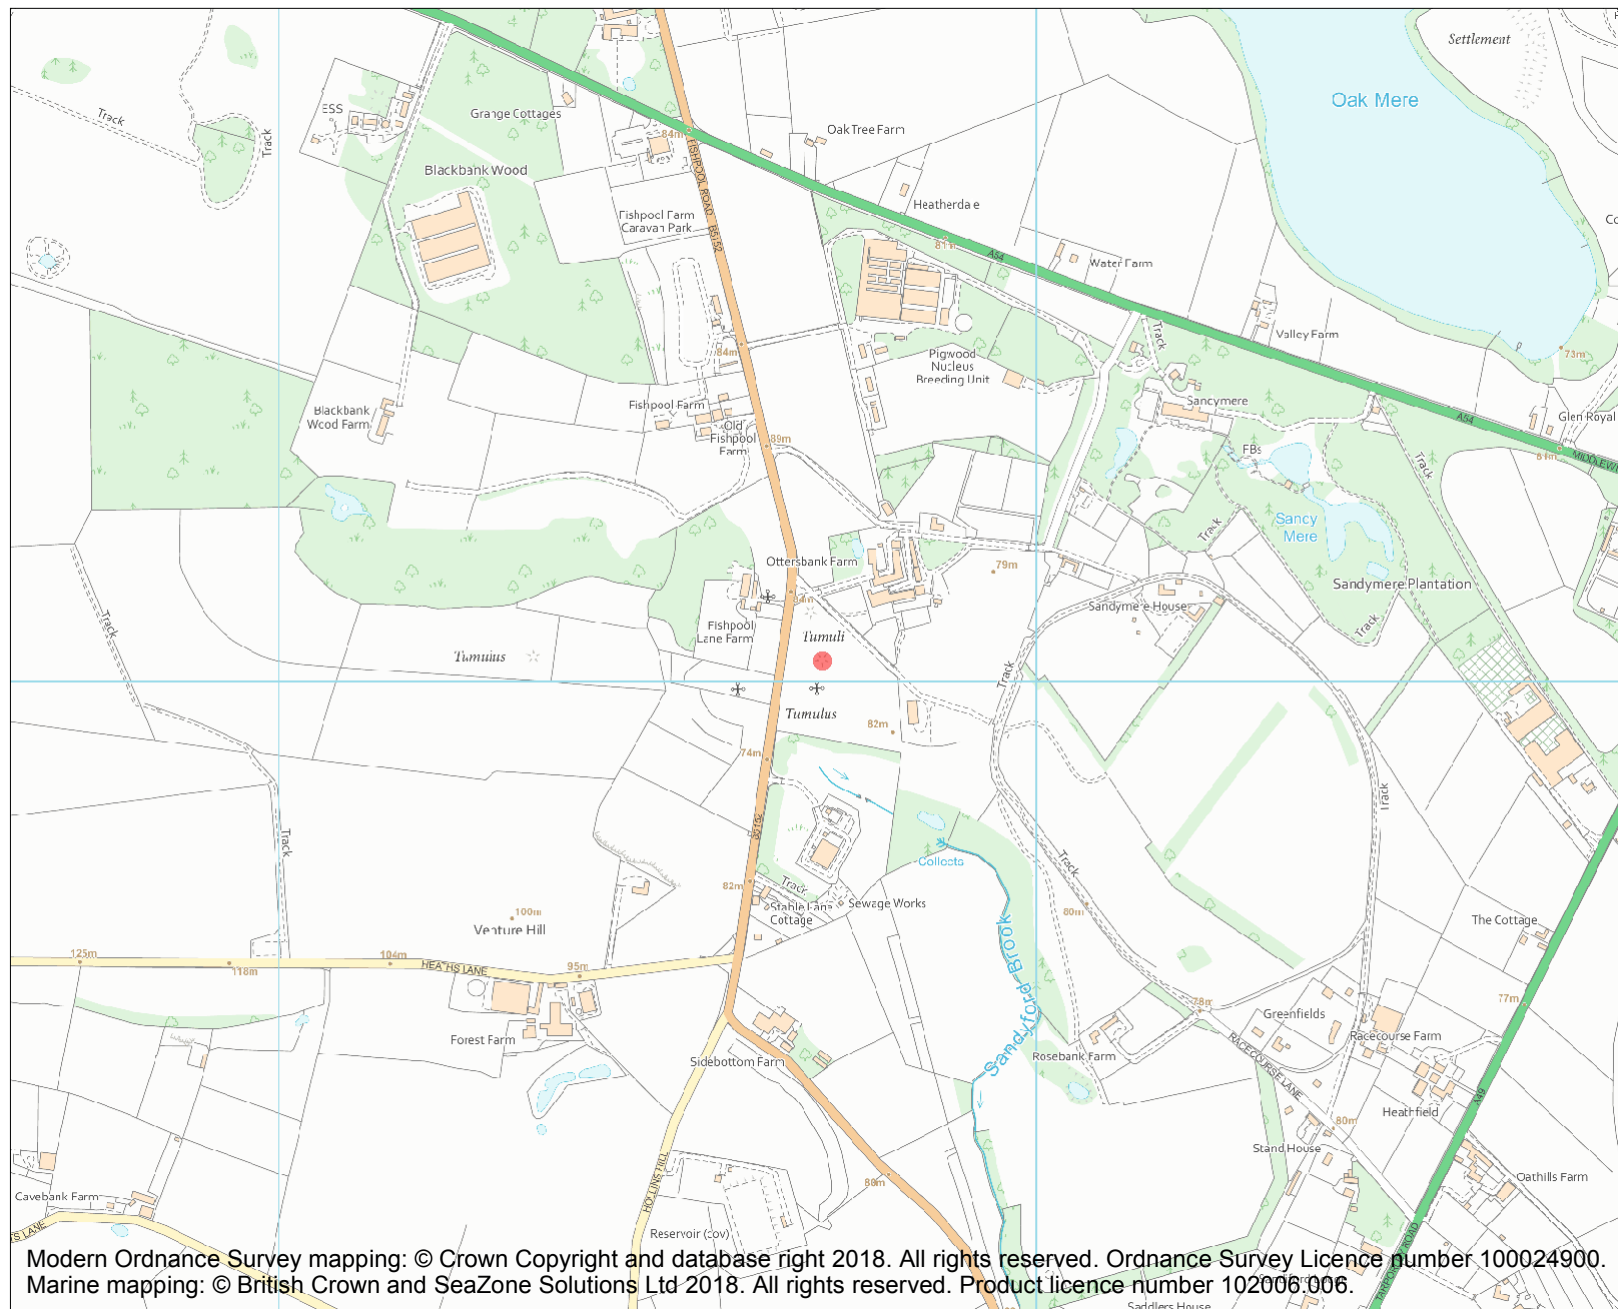 Settlement
Oak Mere
Track
ESS
Grange Cottages
Track
84m
Oak Tree Farm
FISHPOOL ROAD
B5152
Blackbank Wood
Heatherdale
Fishpool Farm
Caravan Park
81m
A54
Water Farm
Valley Farm
Track
73m
84m
Pigwood
Nucleus
Breeding Unit
Sandymere
Fishpool Farm
Blackbank
Wood Farm
Old
Fishpool
Farm
89m
A54
Glen Royal
FBs
Track
81m
Sandy
Mere
Track
Ottersbank Farm
79m
Sandymere Plantation
84m
Sandymere House
Track
Fishpool
Lane Farm
Track
Tumuli
Tumulus
Track
Tumulus
82m
74m
Track
B5152
Track
Track
Collects
82m
Track
Stable Lane
Cottage
Sewage Works
80m
100m
Venture Hill
The Cottage
125m
118m
104m
HEATHS LANE
95m
Sandyford Brook
78m
77m
Greenfields
Forest Farm
Racecourse Farm
Sidebottom Farm
Rosebank Farm
RACECOURSE LANE
A49
Heathfield
80m
Stand House
Oathills Farm
80m
HOLLINS HILL
Cavebank Farm
Reservoir (cov)
TARPORLEY ROAD
Modern Ordnance Survey mapping: © Crown Copyright and database right 2018. All rights reserved. Ordnance Survey Licence number 100024900.
Marine mapping: © British Crown and SeaZone Solutions Ltd 2018. All rights reserved. Product licence number 102006.006.
Saddlers House